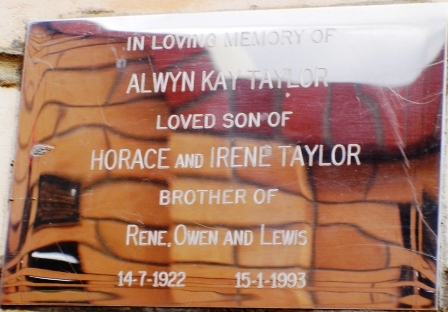 IN LOVING MEMORY OF
ALWYN KAY TAYLOR
LOVED SON OF
HORACE AND IRENE TAYLOR
BROTHER OF
RENE, OWEN AND LEWIS
14-7-1922 15-1-1993